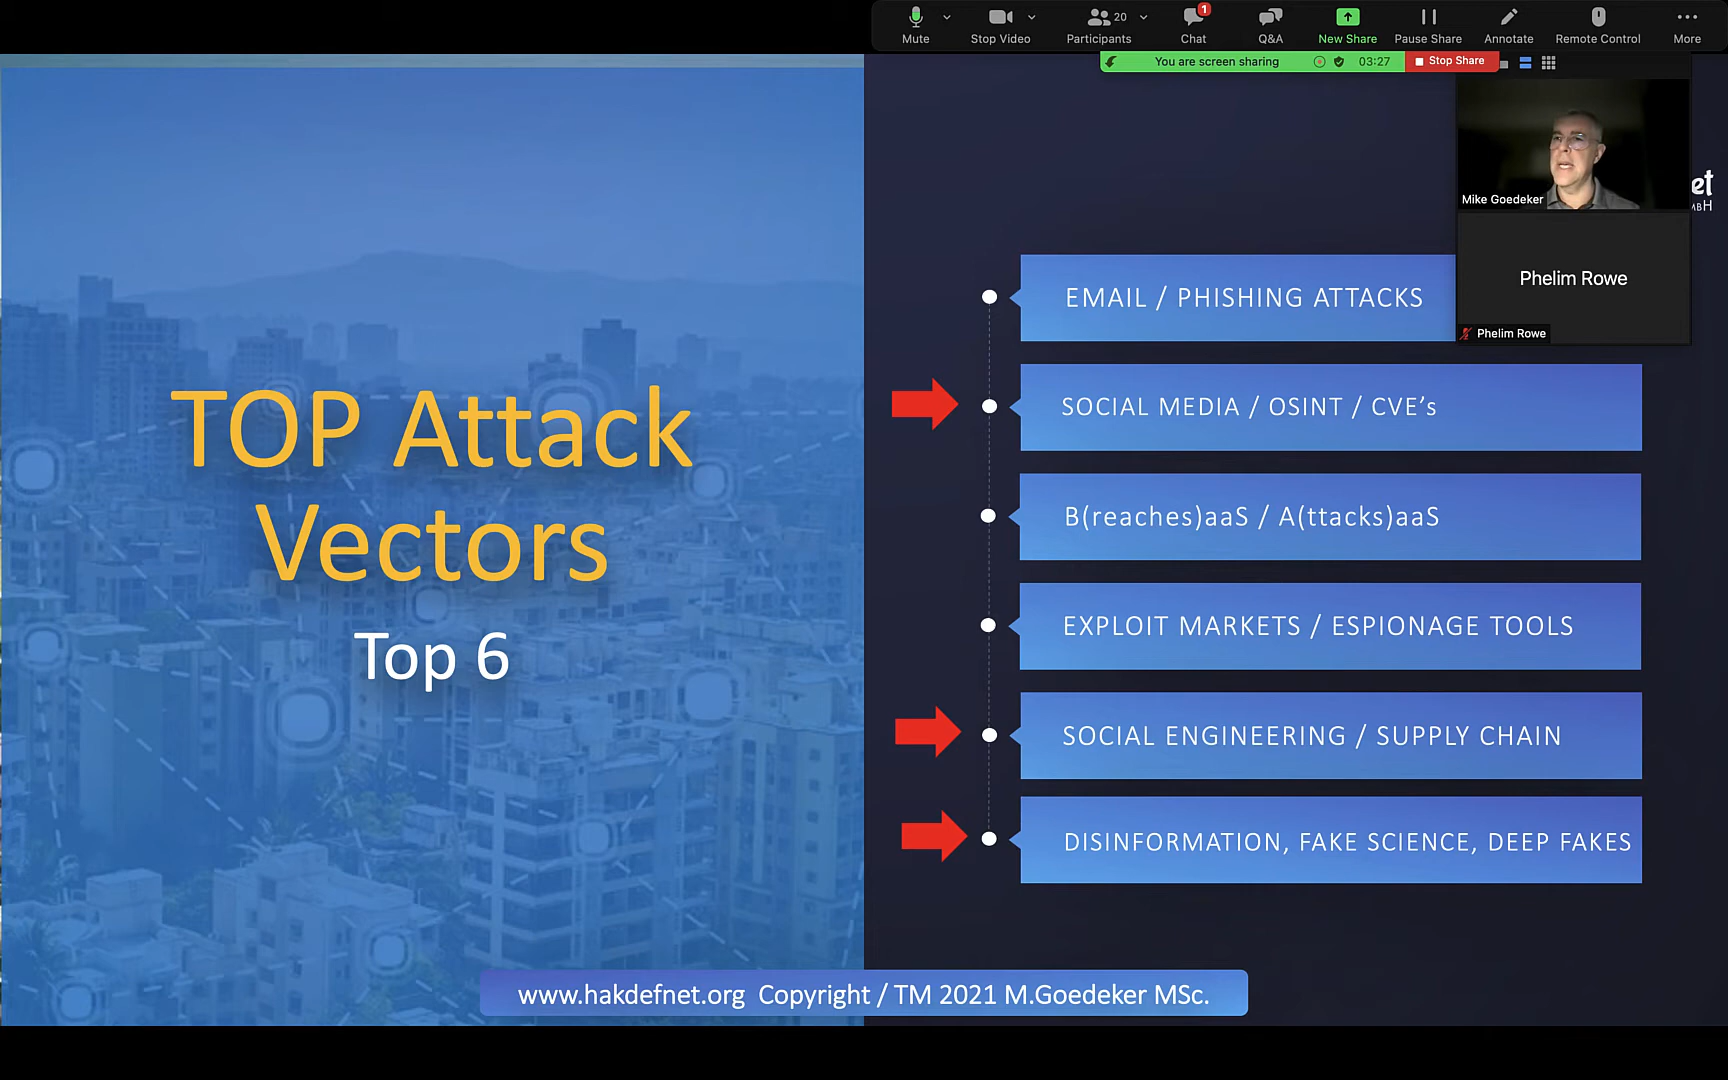 Mute
Stop Video
20
Participants
1
Chat
Q&A
New Share
Pause Share
Annotate
Remote Control
More
You are screen sharing
03:27
Stop Share
Mike Goedeker
et
MBH
Phelim Rowe
Phelim Rowe
TOP Attack
Vectors
Top 6
EMAIL / PHISHING ATTACKS
SOCIAL MEDIA / OSINT / CVE’s
B(reaches)aaS / A(ttacks)aaS
EXPLOIT MARKETS / ESPIONAGE TOOLS
SOCIAL ENGINEERING / SUPPLY CHAIN
DISINFORMATION, FAKE SCIENCE, DEEP FAKES
www.hakdefnet.org Copyright / TM 2021 M.Goedeker MSc.